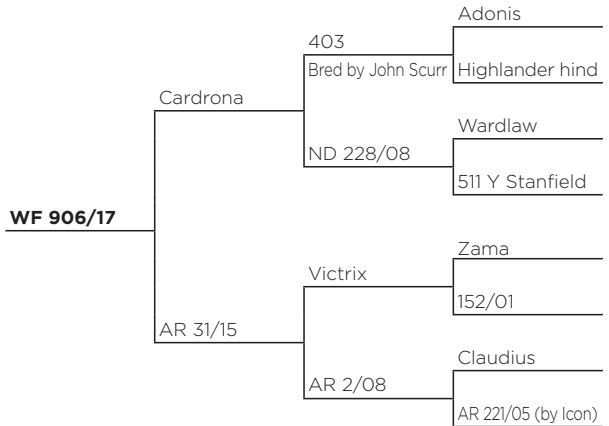 Adonis
403
Bred by John Scurr
Highlander hind
Cardrona
Wardlaw
ND 228/08
511 Y Stanfield
WF 906/17
Zama
Victrix
152/01
AR 31/15
Claudius
AR 2/08
AR 221/05 (by Icon)